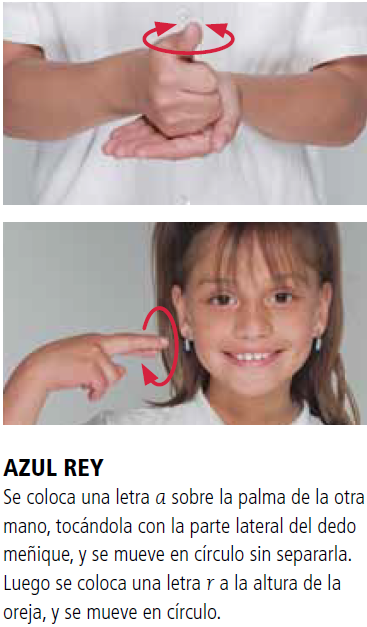 AZUL REY
Se coloca una letra a sobre la palma de la otra
mano, tocándola con la parte lateral del dedo
meñique, y se mueve en círculo sin separarla.
Luego se coloca una letra r a la altura de la
oreja, y se mueve en círculo.